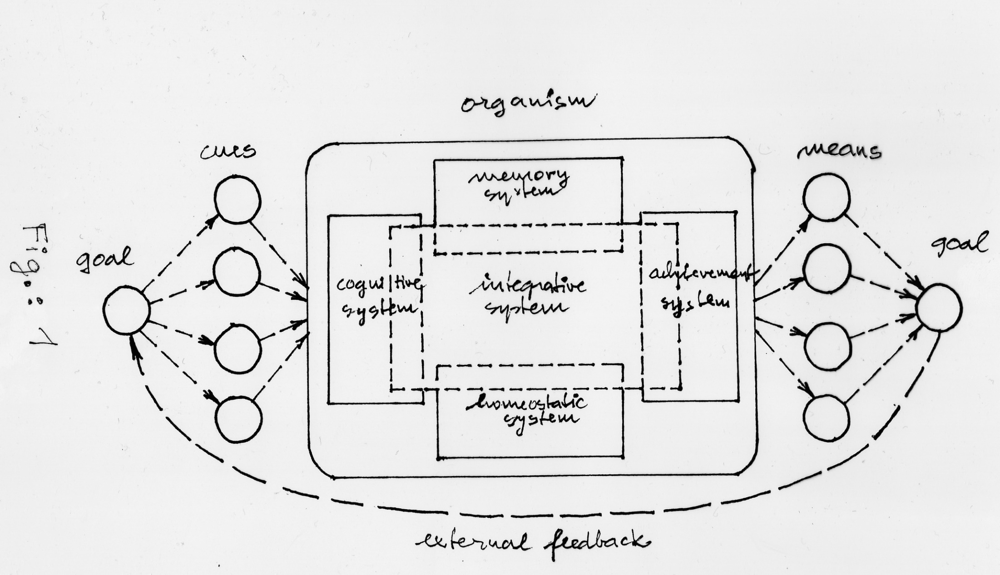 organism
cues
means
memory
system
goal
goal
cognitive
system
integrative
system
achievement
system
homeostatic
system
external feedback
Fig.: 1